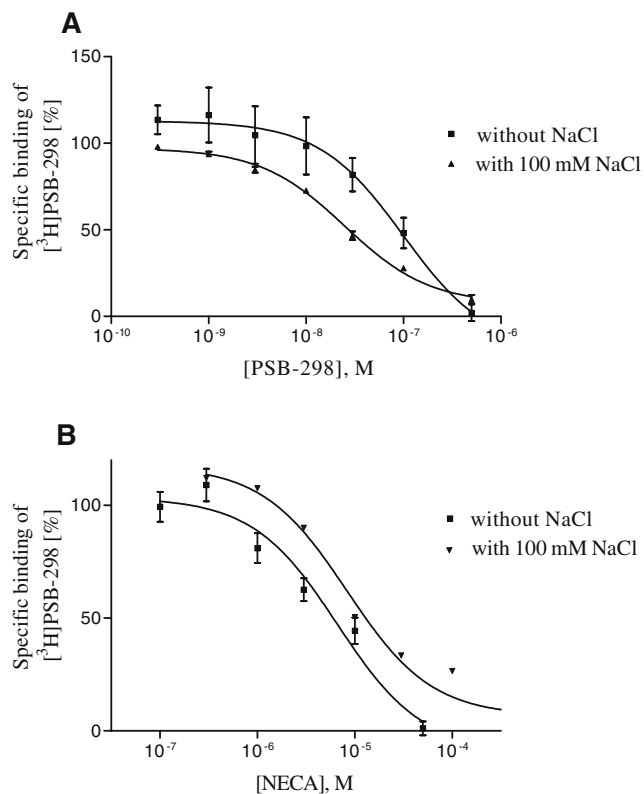 A
Specific binding of
[³H]PSB-298 [%]
150
100
50
0
10⁻¹⁰
10⁻⁹
10⁻⁸
10⁻⁷
10⁻⁶
[PSB-298], M
without NaCl
with 100 mM NaCl
B
Specific binding of
[³H]PSB-298 [%]
100
50
0
10⁻⁷
10⁻⁶
10⁻⁵
10⁻⁴
[NECA], M
without NaCl
with 100 mM NaCl